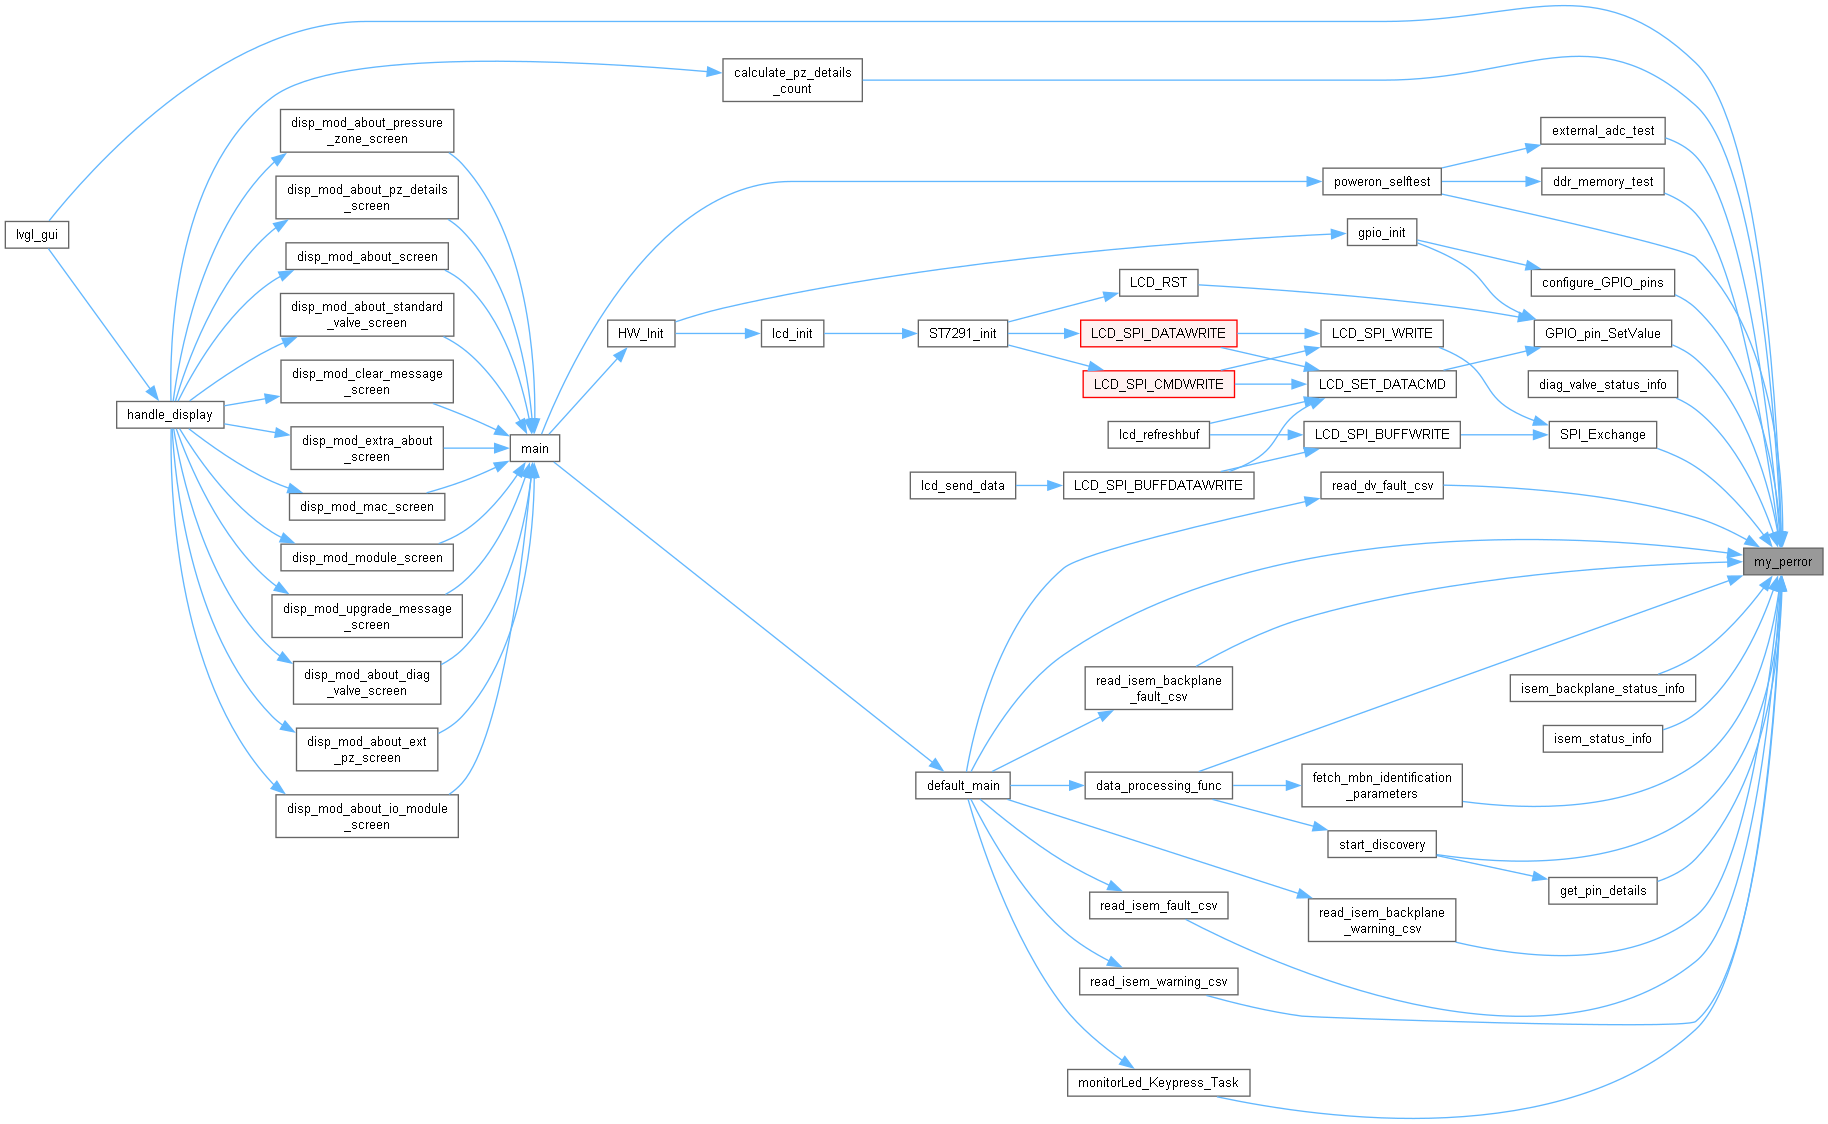 calculate_pz_details
_count
disp_mod_about_pressure
_zone_screen
external_adc_test
poweron_selftest
ddr_memory_test
disp_mod_about_pz_details
_screen
lvgl_gui
gpio_init
disp_mod_about_screen
LCD_RST
configure_GPIO_pins
disp_mod_about_standard
_valve_screen
HW_Init
lcd_init
ST7291_init
LCD_SPI_DATAWRITE
LCD_SPI_WRITE
GPIO_pin_SetValue
disp_mod_clear_message
_screen
LCD_SPI_CMDWRITE
LCD_SET_DATACMD
diag_valve_status_info
handle_display
disp_mod_extra_about
_screen
main
lcd_refreshbuf
LCD_SPI_BUFFWRITE
SPI_Exchange
lcd_send_data
LCD_SPI_BUFFDATAWRITE
read_dv_fault_csv
disp_mod_mac_screen
disp_mod_module_screen
my_perror
disp_mod_upgrade_message
_screen
disp_mod_about_diag
_valve_screen
read_isem_backplane
_fault_csv
isem_backplane_status_info
disp_mod_about_ext
_pz_screen
isem_status_info
default_main
data_processing_func
fetch_mbn_identification
_parameters
disp_mod_about_io_module
_screen
start_discovery
get_pin_details
read_isem_fault_csv
read_isem_backplane
_warning_csv
read_isem_warning_csv
monitorLed_Keypress_Task